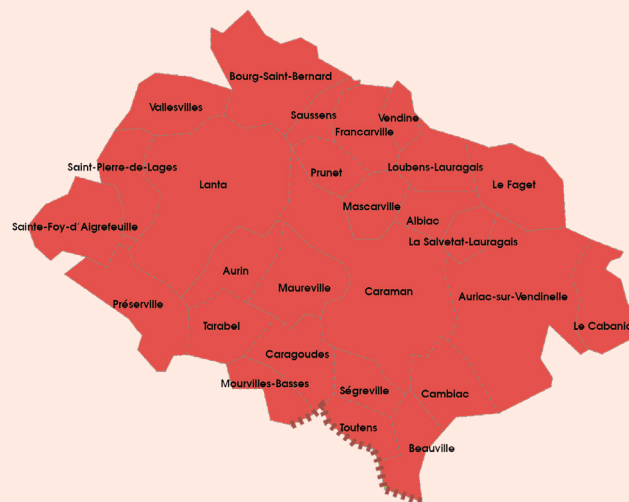 Bourg-Saint-Bernard
Vallesvilles
Saussens
Vendine
Francarville
Saint-Pierre-de-Lages
Loubens-Lauragais
Prunet
Lanta
Le Faget
Mascarville
Albiac
Sainte-Foy-d'Aigrefeuille
La Salvetat-Lauragais
Aurin
Maureville
Caraman
Auriac-sur-Vendinelle
Préserville
Tarabel
Le Cabania
Caragoudes
Mourvilles-Basses
Ségreville
Cambiac
Toutens
Beauville